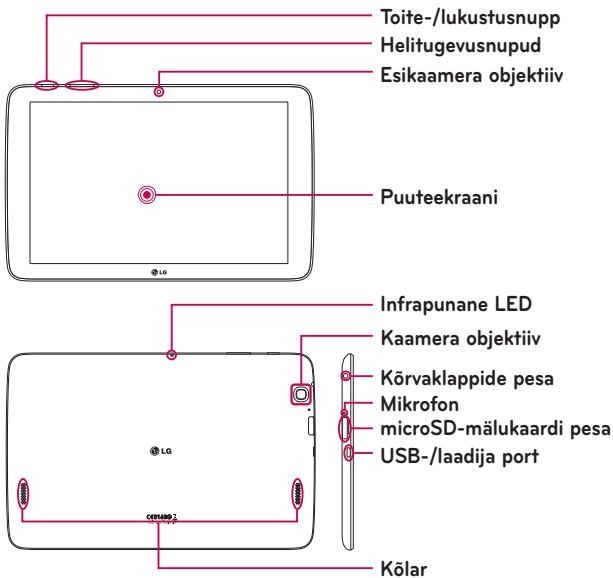 Toite-/lukustusnupp
Helitugevusnupud
Esikaamera objektiiv
Puuteekraani
LG
Infrapunane LED
Kaamera objektiiv
Kõrvaklappide pesa
Mikrofon
microSD-mälukaardi pesa
LG
USB-/laadija port
Kõlar